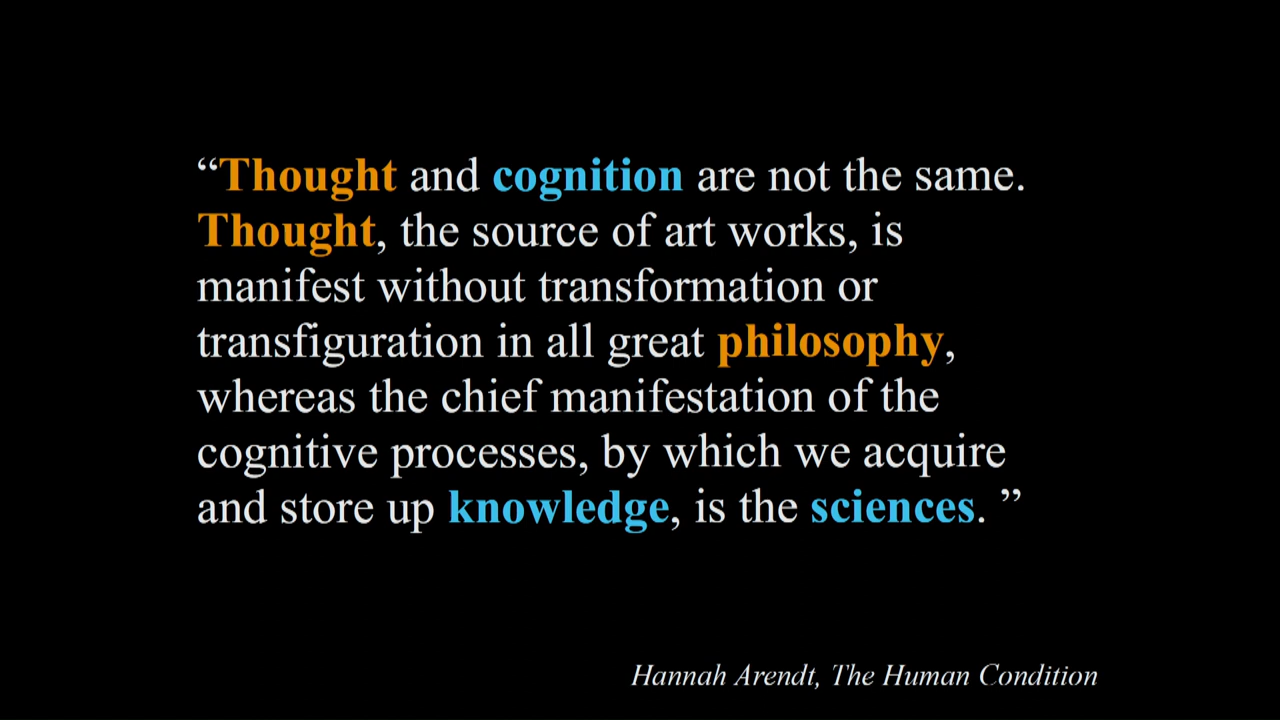 “Thought and cognition are not the same.
Thought, the source of art works, is
manifest without transformation or
transfiguration in all great philosophy,
whereas the chief manifestation of the
cognitive processes, by which we acquire
and store up knowledge, is the sciences. ”
Hannah Arendt, The Human Condition